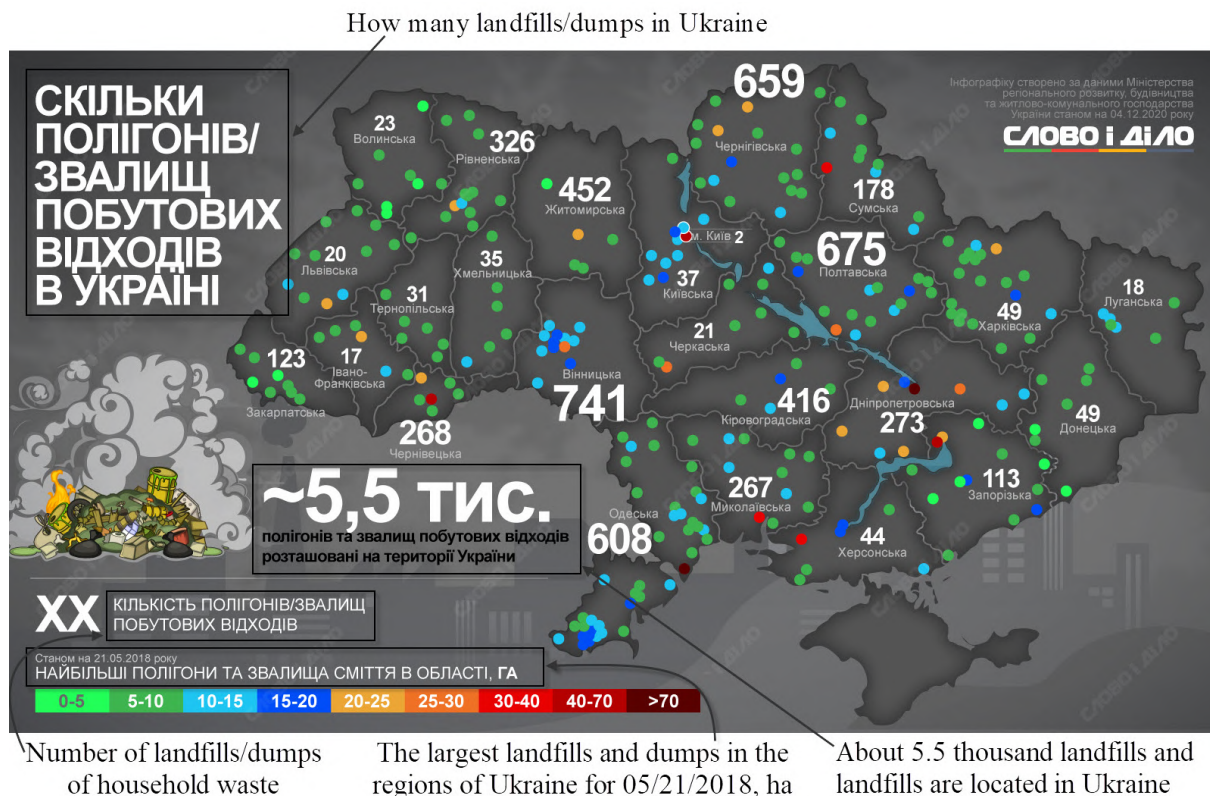 How many landfills/dumps in Ukraine
СКІЛЬКИ
ПОЛІГОНІВ/
ЗВАЛИЩ
ПОБУТОВИХ
ВІДХОДІВ
В УКРАЇНІ
Інфографіку створено за даними Міністерства
регіонального розвитку, будівництва
та житлово-комунального господарства
України станом на 04.12.2020 року
СЛОВО і ДІЛО
23
Волинська
326
Рівненська
452
Житомирська
659
Чернігівська
178
Сумська
20
Львівська
35
Хмельницька
м. Київ 2
37
Київська
675
Полтавська
49
Харківська
18
Луганська
31
Тернопільська
21
Черкаська
123
Закарпатська
17
Івано-
Франківська
Вінницька
741
268
Чернівецька
416
Кіровоградська
Дніпропетровська
273
49
Донецька
267
Миколаївська
113
Запорізька
Одеська
608
44
Херсонська
~5,5 тис.
полігонів та звалищ побутових відходів
розташовані на території України
XX
КІЛЬКІСТЬ ПОЛІГОНІВ/ЗВАЛИЩ
ПОБУТОВИХ ВІДХОДІВ
Станом на 21.05.2018 року
НАЙБІЛЬШІ ПОЛІГОНИ ТА ЗВАЛИЩА СМІТТЯ В ОБЛАСТІ, ГА
0-5 5-10 10-15 15-20 20-25 25-30 30-40 40-70 >70
Number of landfills/dumps
of household waste
The largest landfills and dumps in the
regions of Ukraine for 05/21/2018, ha
About 5.5 thousand landfills and
landfills are located in Ukraine